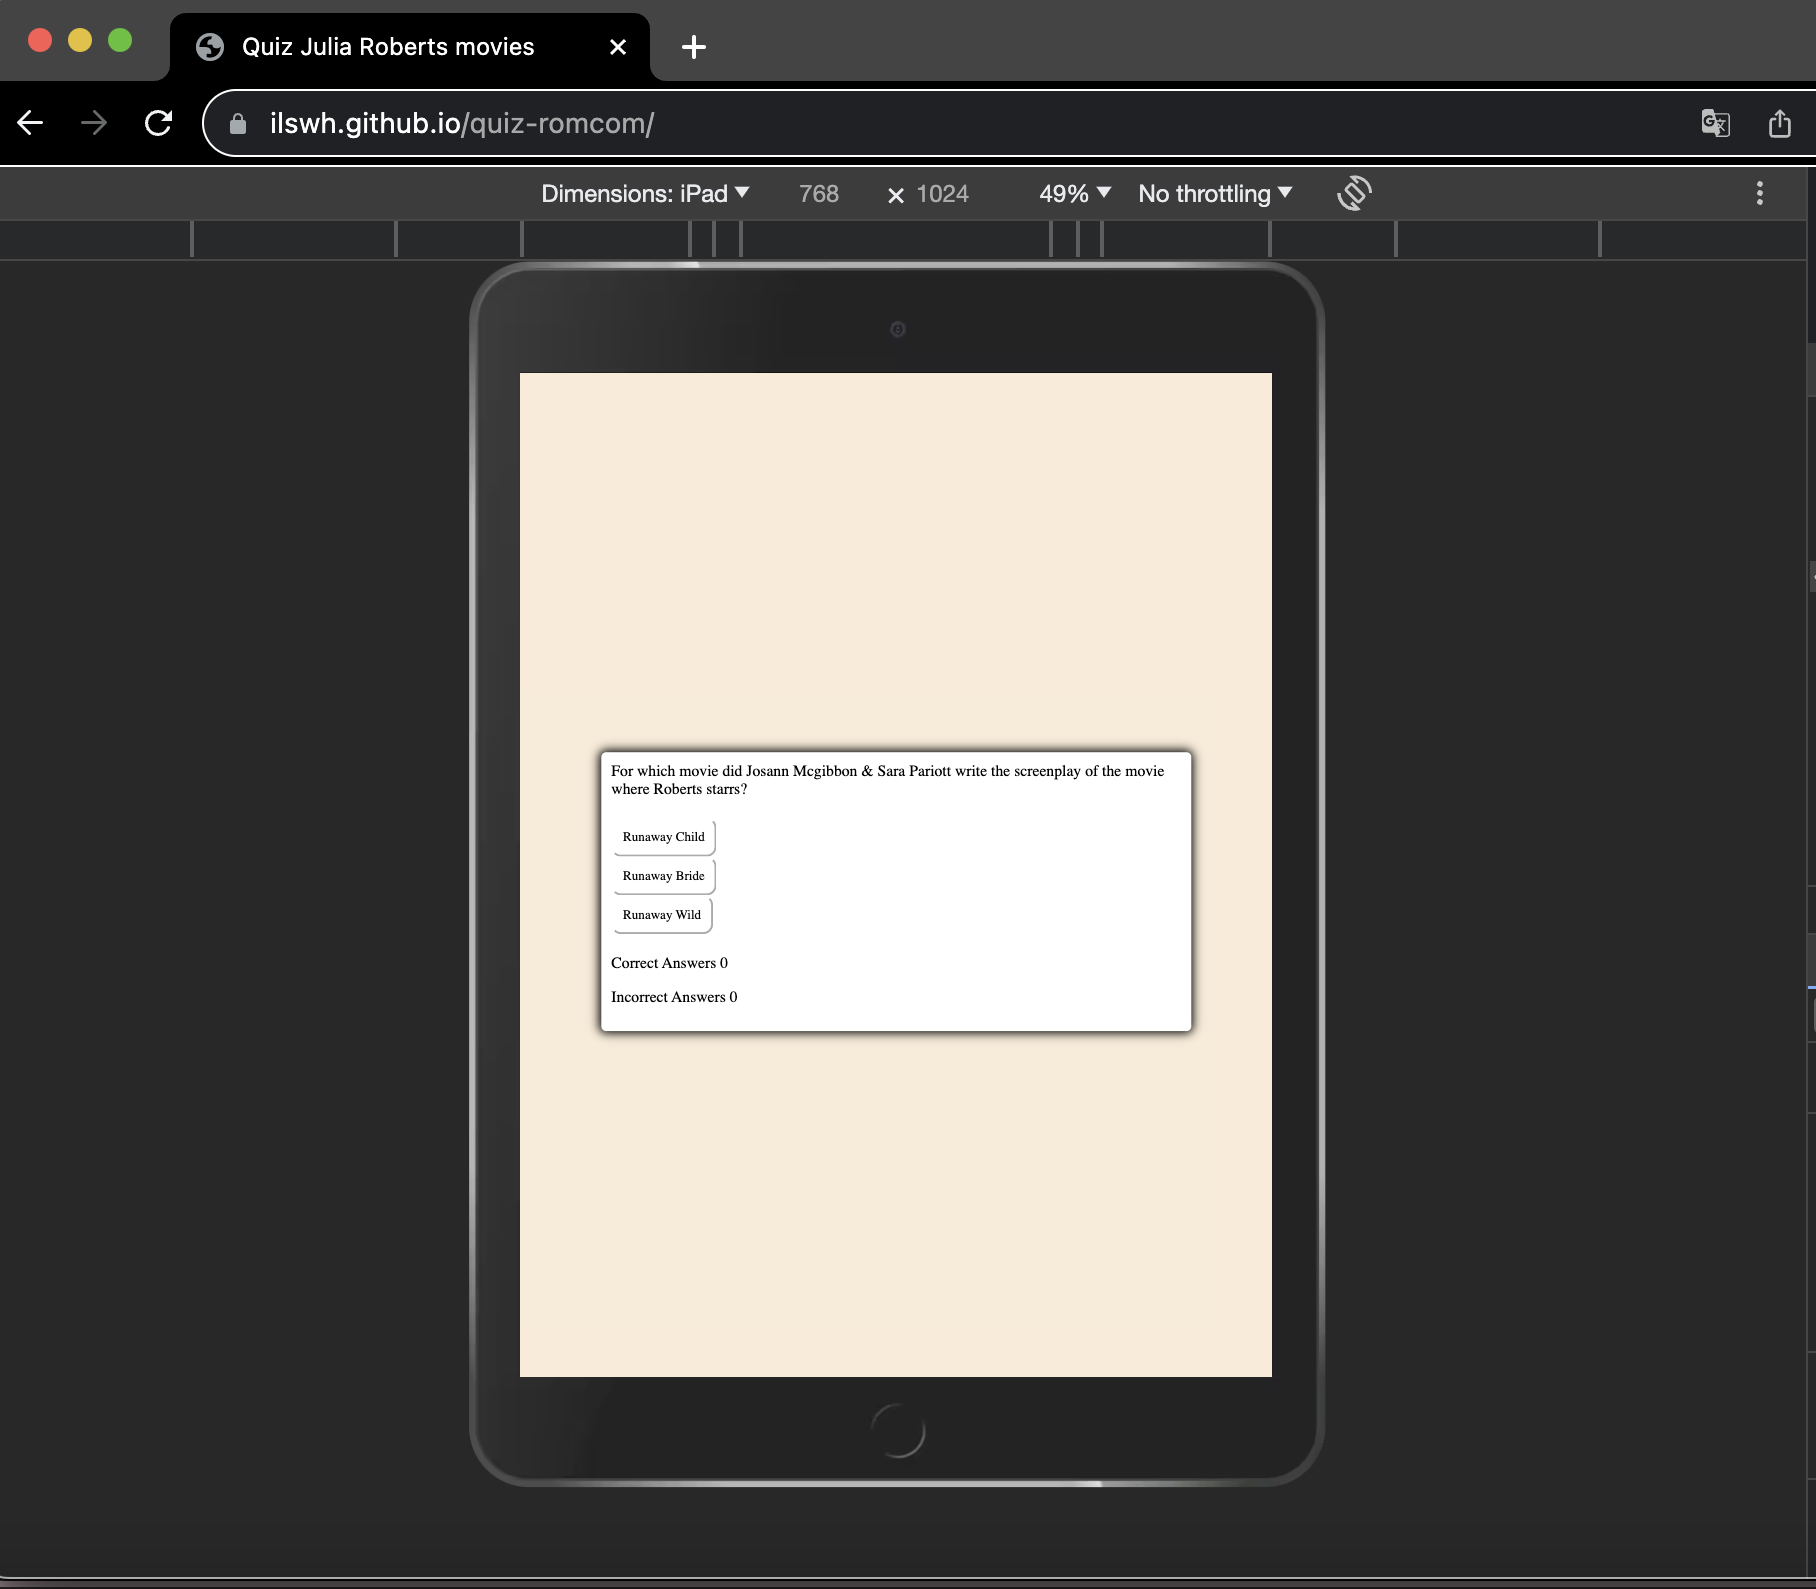 Quiz Julia Roberts movies
ilswh.github.io/quiz-romcom/
Dimensions: iPad 768 × 1024 49% No throttling
For which movie did Josann Mcgibbon & Sara Pariott write the screenplay of the movie
where Roberts starrs?
Runaway Child
Runaway Bride
Runaway Wild
Correct Answers 0
Incorrect Answers 0